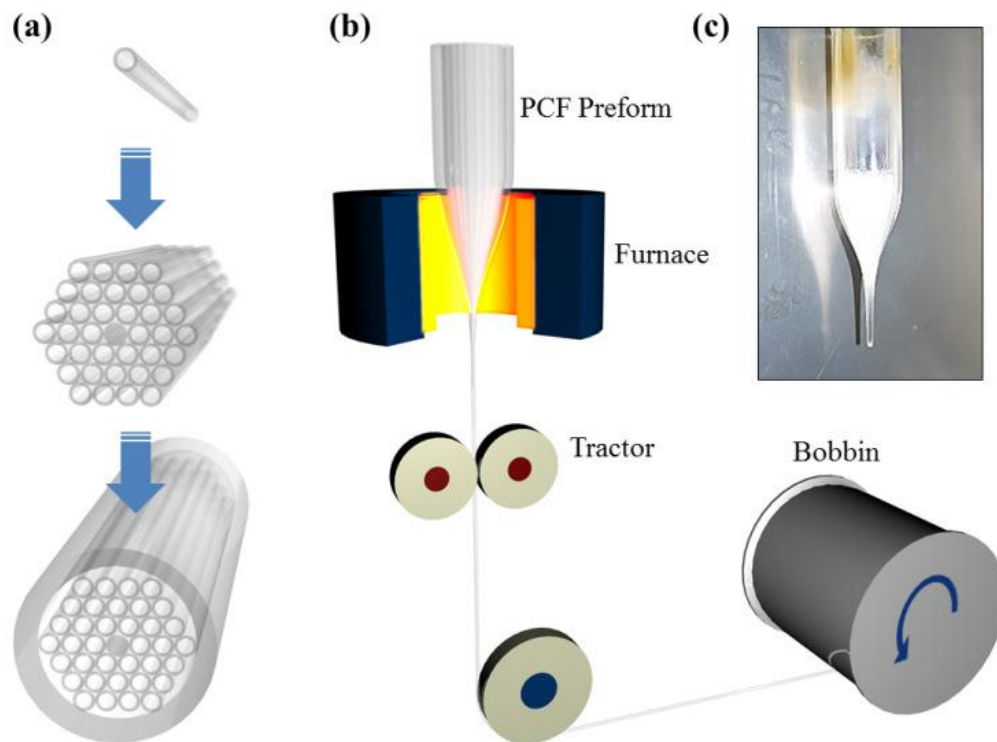 (a)
(b)
(c)
PCF Preform
Furnace
Tractor
Bobbin